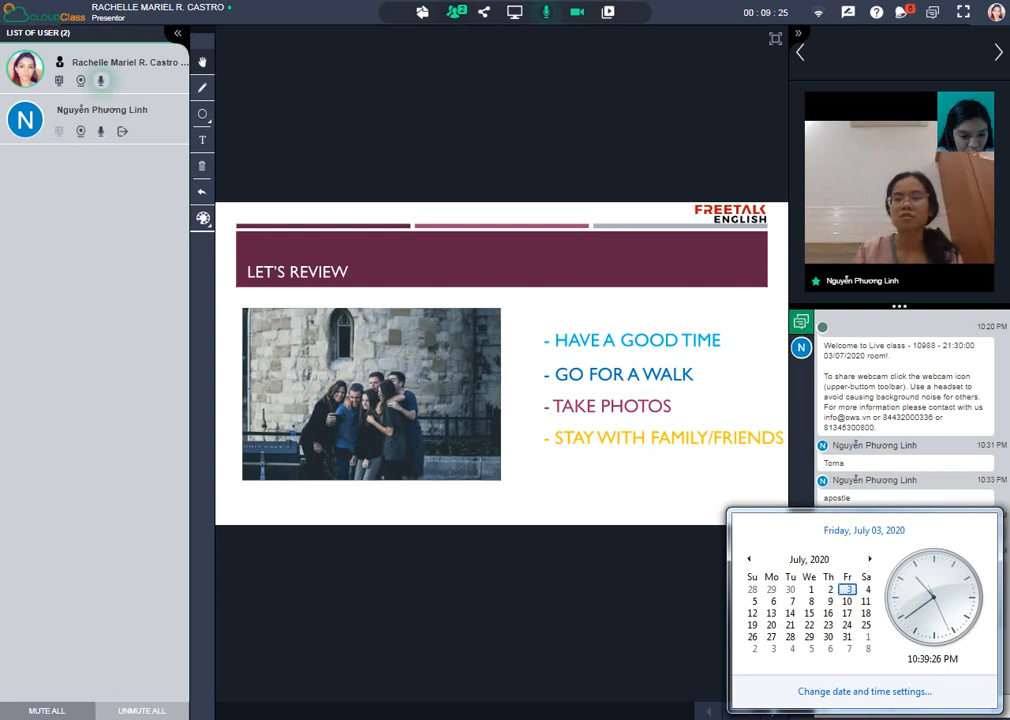 CLOUDCLASS
RACHELLE MARIEL R. CASTRO
Presentor
2
00 : 09 : 25
6
LIST OF USER (2)
Rachelle Mariel R. Castro ...
N
Nguyễn Phương Linh
T
FREETALK
ENGLISH
LET'S REVIEW
- HAVE A GOOD TIME
- GO FOR A WALK
- TAKE PHOTOS
- STAY WITH FAMILY/FRIENDS
Nguyễn Phương Linh
10:20 PM
N
Welcome to Live class - 10988 - 21:30:00
03/07/2020 room!.
To share webcam click the webcam icon
(upper-buttom toolbar). Use a headset to
avoid causing background noise for others.
For more information please contact with us
info@ows.vn or 84432000336 or
81345300800.
N Nguyễn Phương Linh 10:31 PM
Toma
N Nguyễn Phương Linh 10:33 PM
apostle
Friday, July 03, 2020
July, 2020
Su Mo Tu We Th Fr Sa
28 29 30 1 2 3 4
5 6 7 8 9 10 11
12 13 14 15 16 17 18
19 20 21 22 23 24 25
26 27 28 29 30 31 1
2 3 4 5 6 7 8
10:39:26 PM
Change date and time settings...
MUTE ALL
UNMUTE ALL